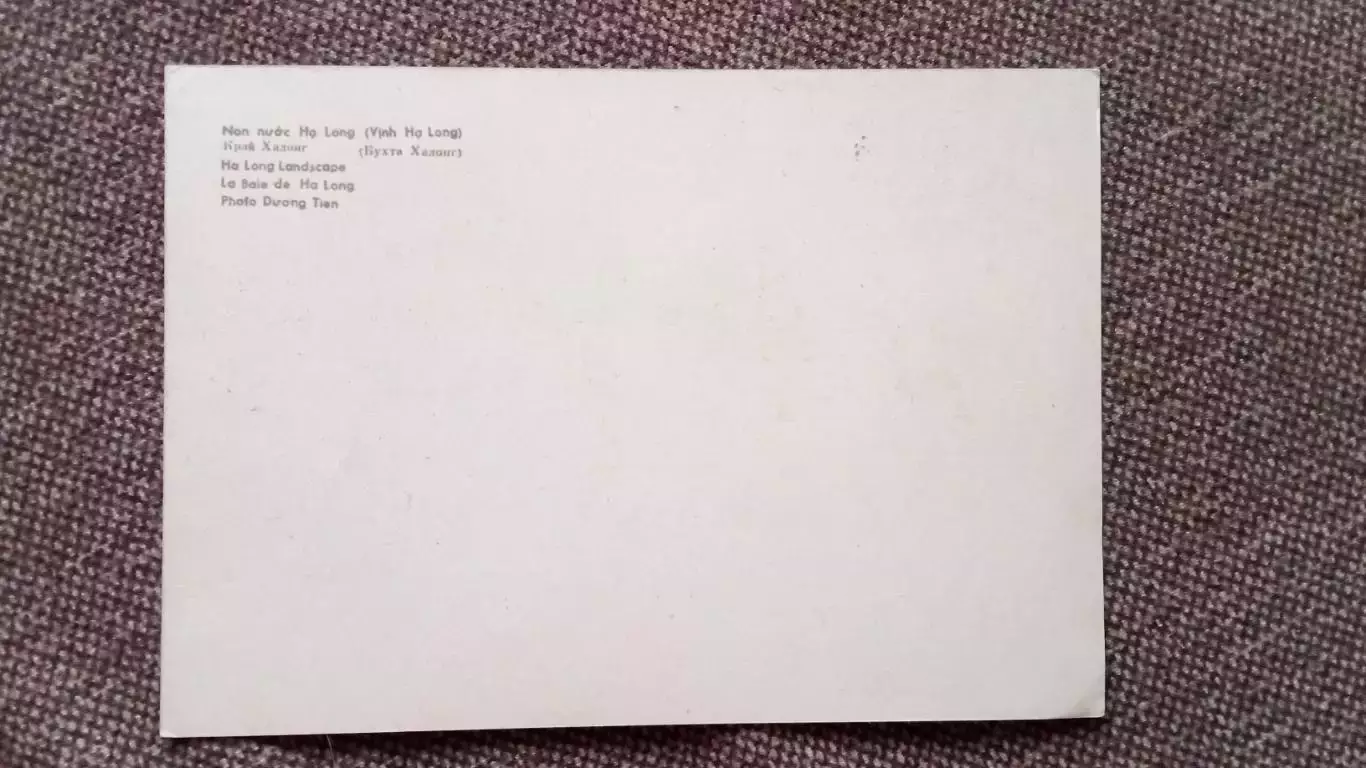 Non nước Hạ Long (Vịnh Hạ Long)
Край Халонг (Бухта Халонг)
Ha Long Landscape
La Baie de Ha Long
Photo Dương Tien